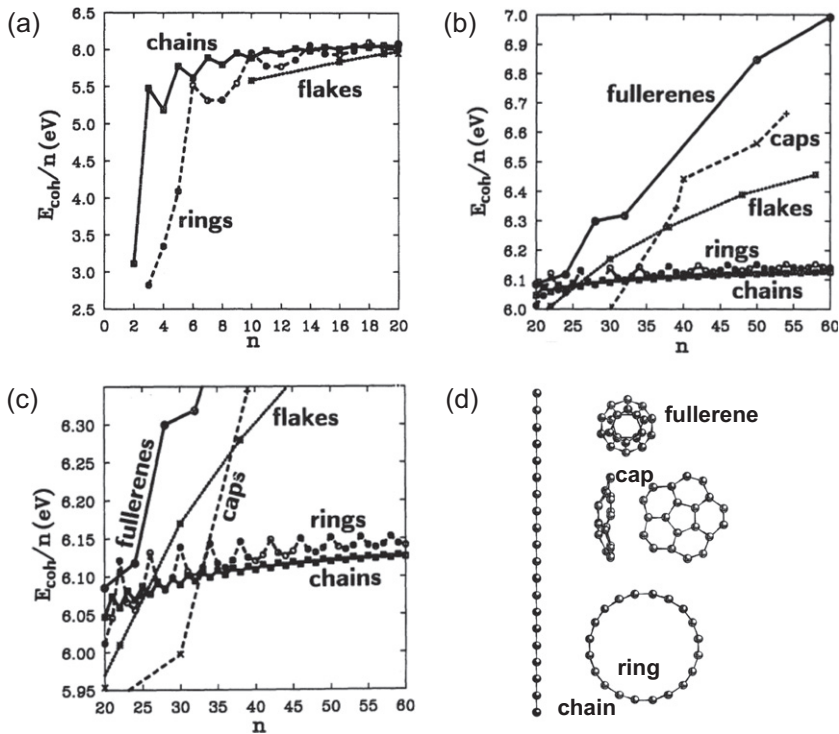 (a)
6.5
6.0
5.5
5.0
4.5
4.0
3.5
3.0
2.5
E_coh/n (eV)
chains
flakes
rings
0 2 4 6 8 10 12 14 16 18 20
n
(b)
7.0
6.9
6.8
6.7
6.6
6.5
6.4
6.3
6.2
6.1
6.0
E_coh/n (eV)
fullerenes
caps
flakes
rings
chains
20 25 30 35 40 45 50 55 60
n
(c)
6.30
6.25
6.20
6.15
6.10
6.05
6.00
5.95
E_coh/n (eV)
fullerenes
flakes
caps
rings
chains
20 25 30 35 40 45 50 55 60
n
(d)
fullerene
cap
ring
chain